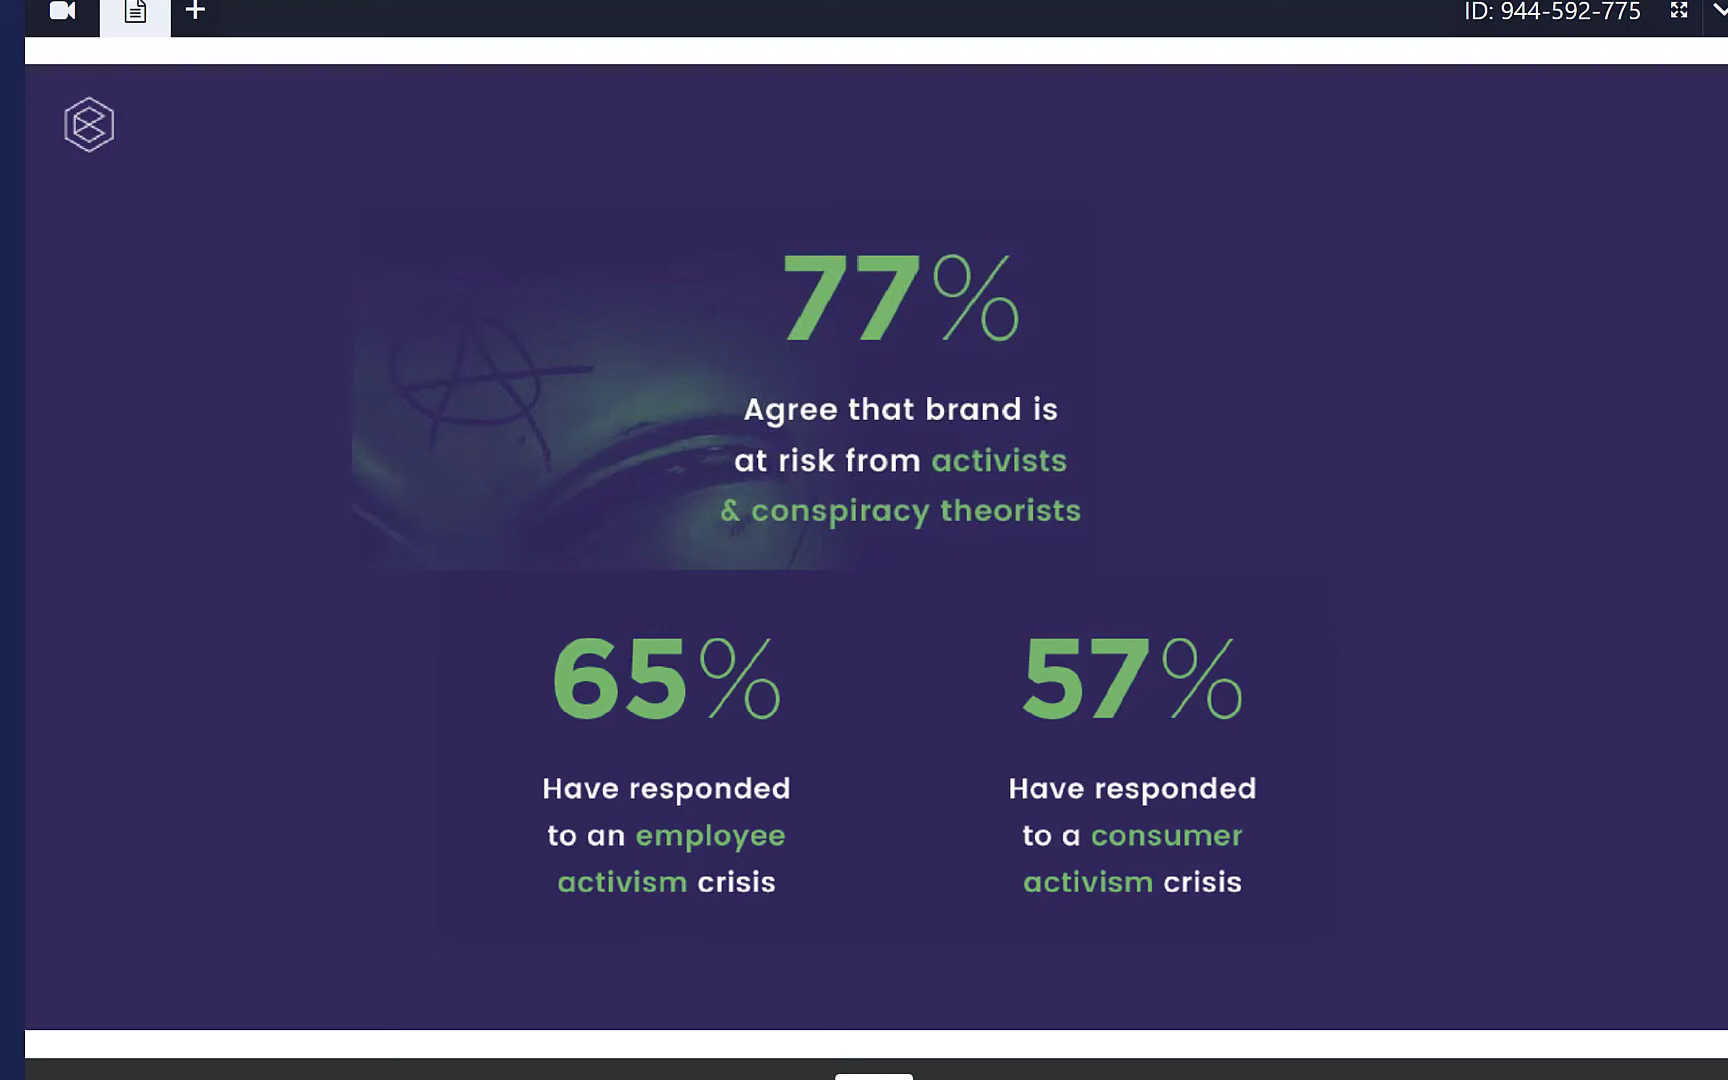 ID: 944-592-775
77%
Agree that brand is
at risk from activists
& conspiracy theorists
65%
Have responded
to an employee
activism crisis
57%
Have responded
to a consumer
activism crisis